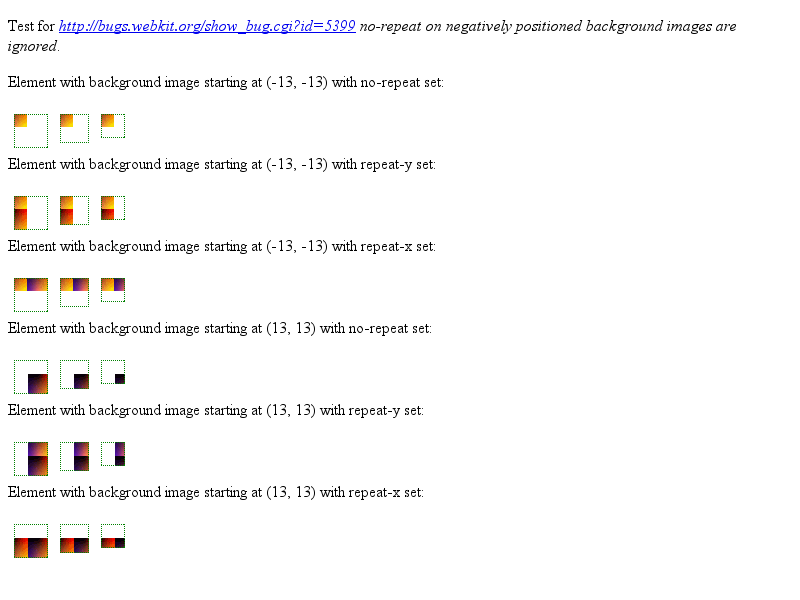 Test for http://bugs.webkit.org/show_bug.cgi?id=5399 no-repeat on negatively positioned background images are
ignored.
Element with background image starting at (-13, -13) with no-repeat set:
Element with background image starting at (-13, -13) with repeat-y set:
Element with background image starting at (-13, -13) with repeat-x set:
Element with background image starting at (13, 13) with no-repeat set:
Element with background image starting at (13, 13) with repeat-y set:
Element with background image starting at (13, 13) with repeat-x set: